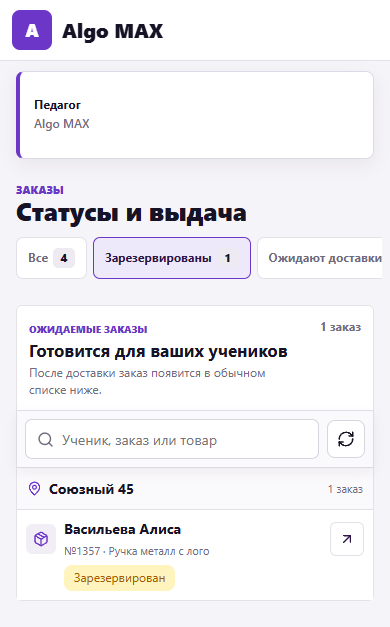 A Algo MAX
Педагог
Algo MAX
ЗАКАЗЫ
Статусы и выдача
Все 4 Зарезервированы 1 Ожидают доставки
ОЖИДАЕМЫЕ ЗАКАЗЫ 1 заказ
Готовится для ваших учеников
После доставки заказ появится в обычном
списке ниже.
Ученик, заказ или товар
Союзный 45 1 заказ
Васильева Алиса
№1357 · Ручка металл с лого
Зарезервирован